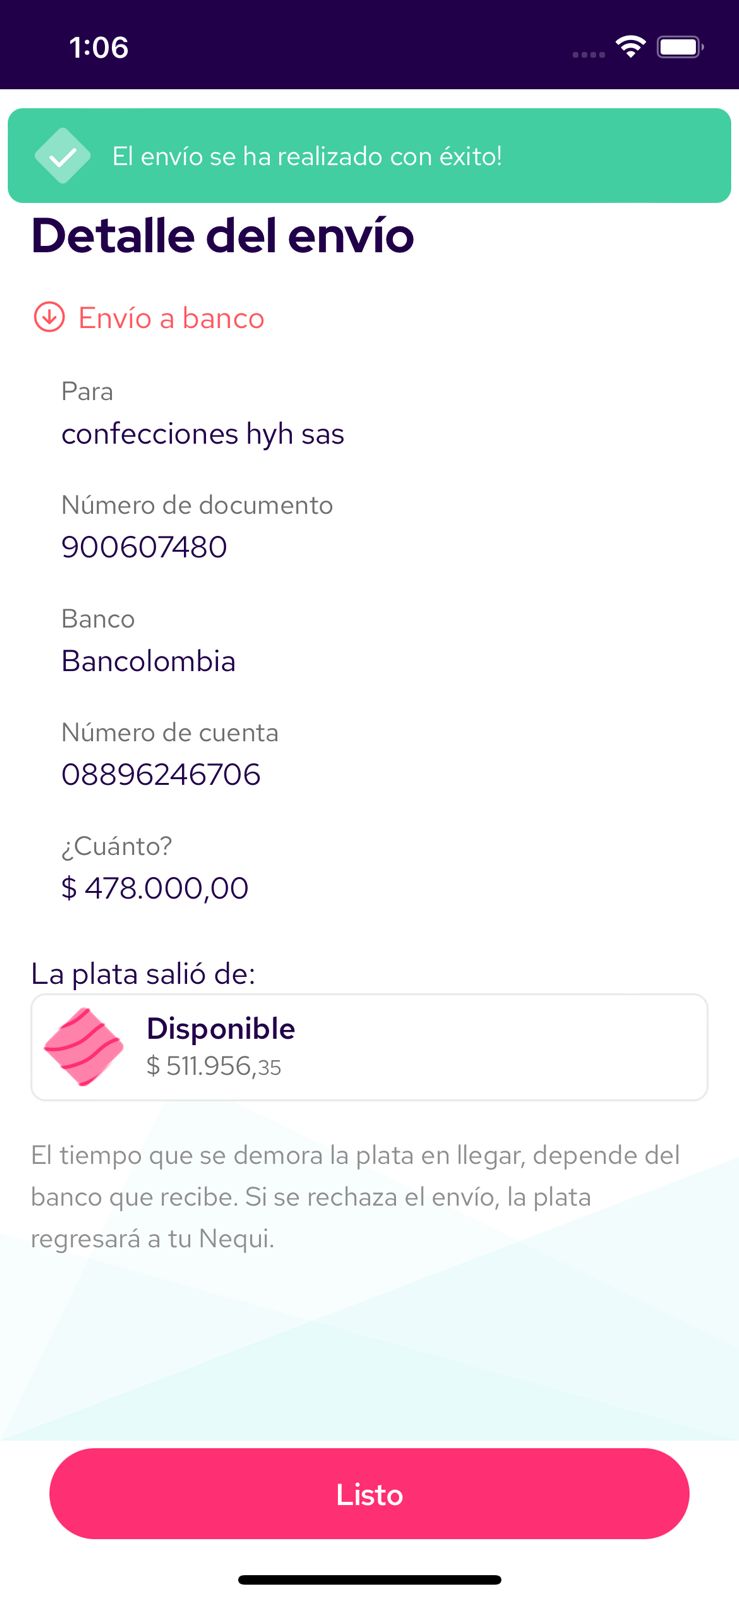 1:06
El envío se ha realizado con éxito!
Detalle del envío
Envío a banco
Para
confecciones hyh sas
Número de documento
900607480
Banco
Bancolombia
Número de cuenta
08896246706
¿Cuánto?
$ 478.000,00
La plata salió de:
Disponible
$ 511.956,35
El tiempo que se demora la plata en llegar, depende del
banco que recibe. Si se rechaza el envío, la plata
regresará a tu Nequi.
Listo